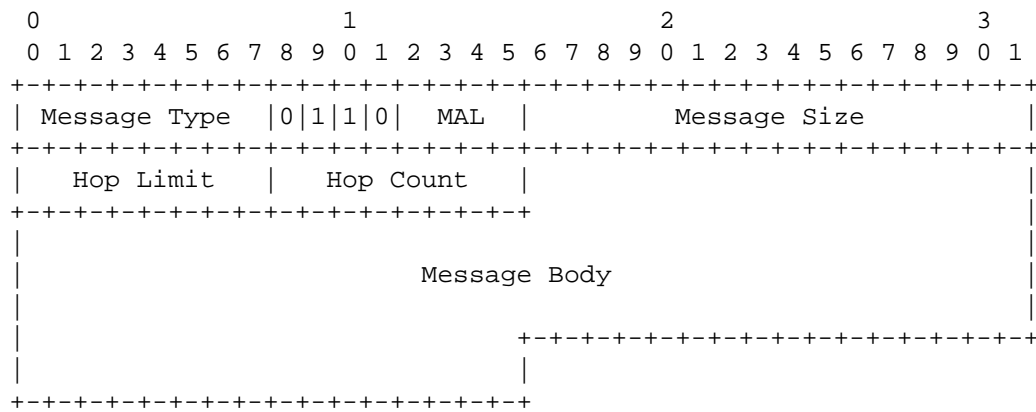 0                   1                   2                   3
 0 1 2 3 4 5 6 7 8 9 0 1 2 3 4 5 6 7 8 9 0 1 2 3 4 5 6 7 8 9 0 1
+-+-+-+-+-+-+-+-+-+-+-+-+-+-+-+-+-+-+-+-+-+-+-+-+-+-+-+-+-+-+-+-+
| Message Type  |0|1|1|0|  MAL  |         Message Size          |
+-+-+-+-+-+-+-+-+-+-+-+-+-+-+-+-+-+-+-+-+-+-+-+-+-+-+-+-+-+-+-+-+
|   Hop Limit   |   Hop Count   |                               |
+-+-+-+-+-+-+-+-+-+-+-+-+-+-+-+-+                               |
|                                                               |
|                         Message Body                          |
|                                                               |
|                               +-+-+-+-+-+-+-+-+-+-+-+-+-+-+-+-+
|                               |
+-+-+-+-+-+-+-+-+-+-+-+-+-+-+-+-+